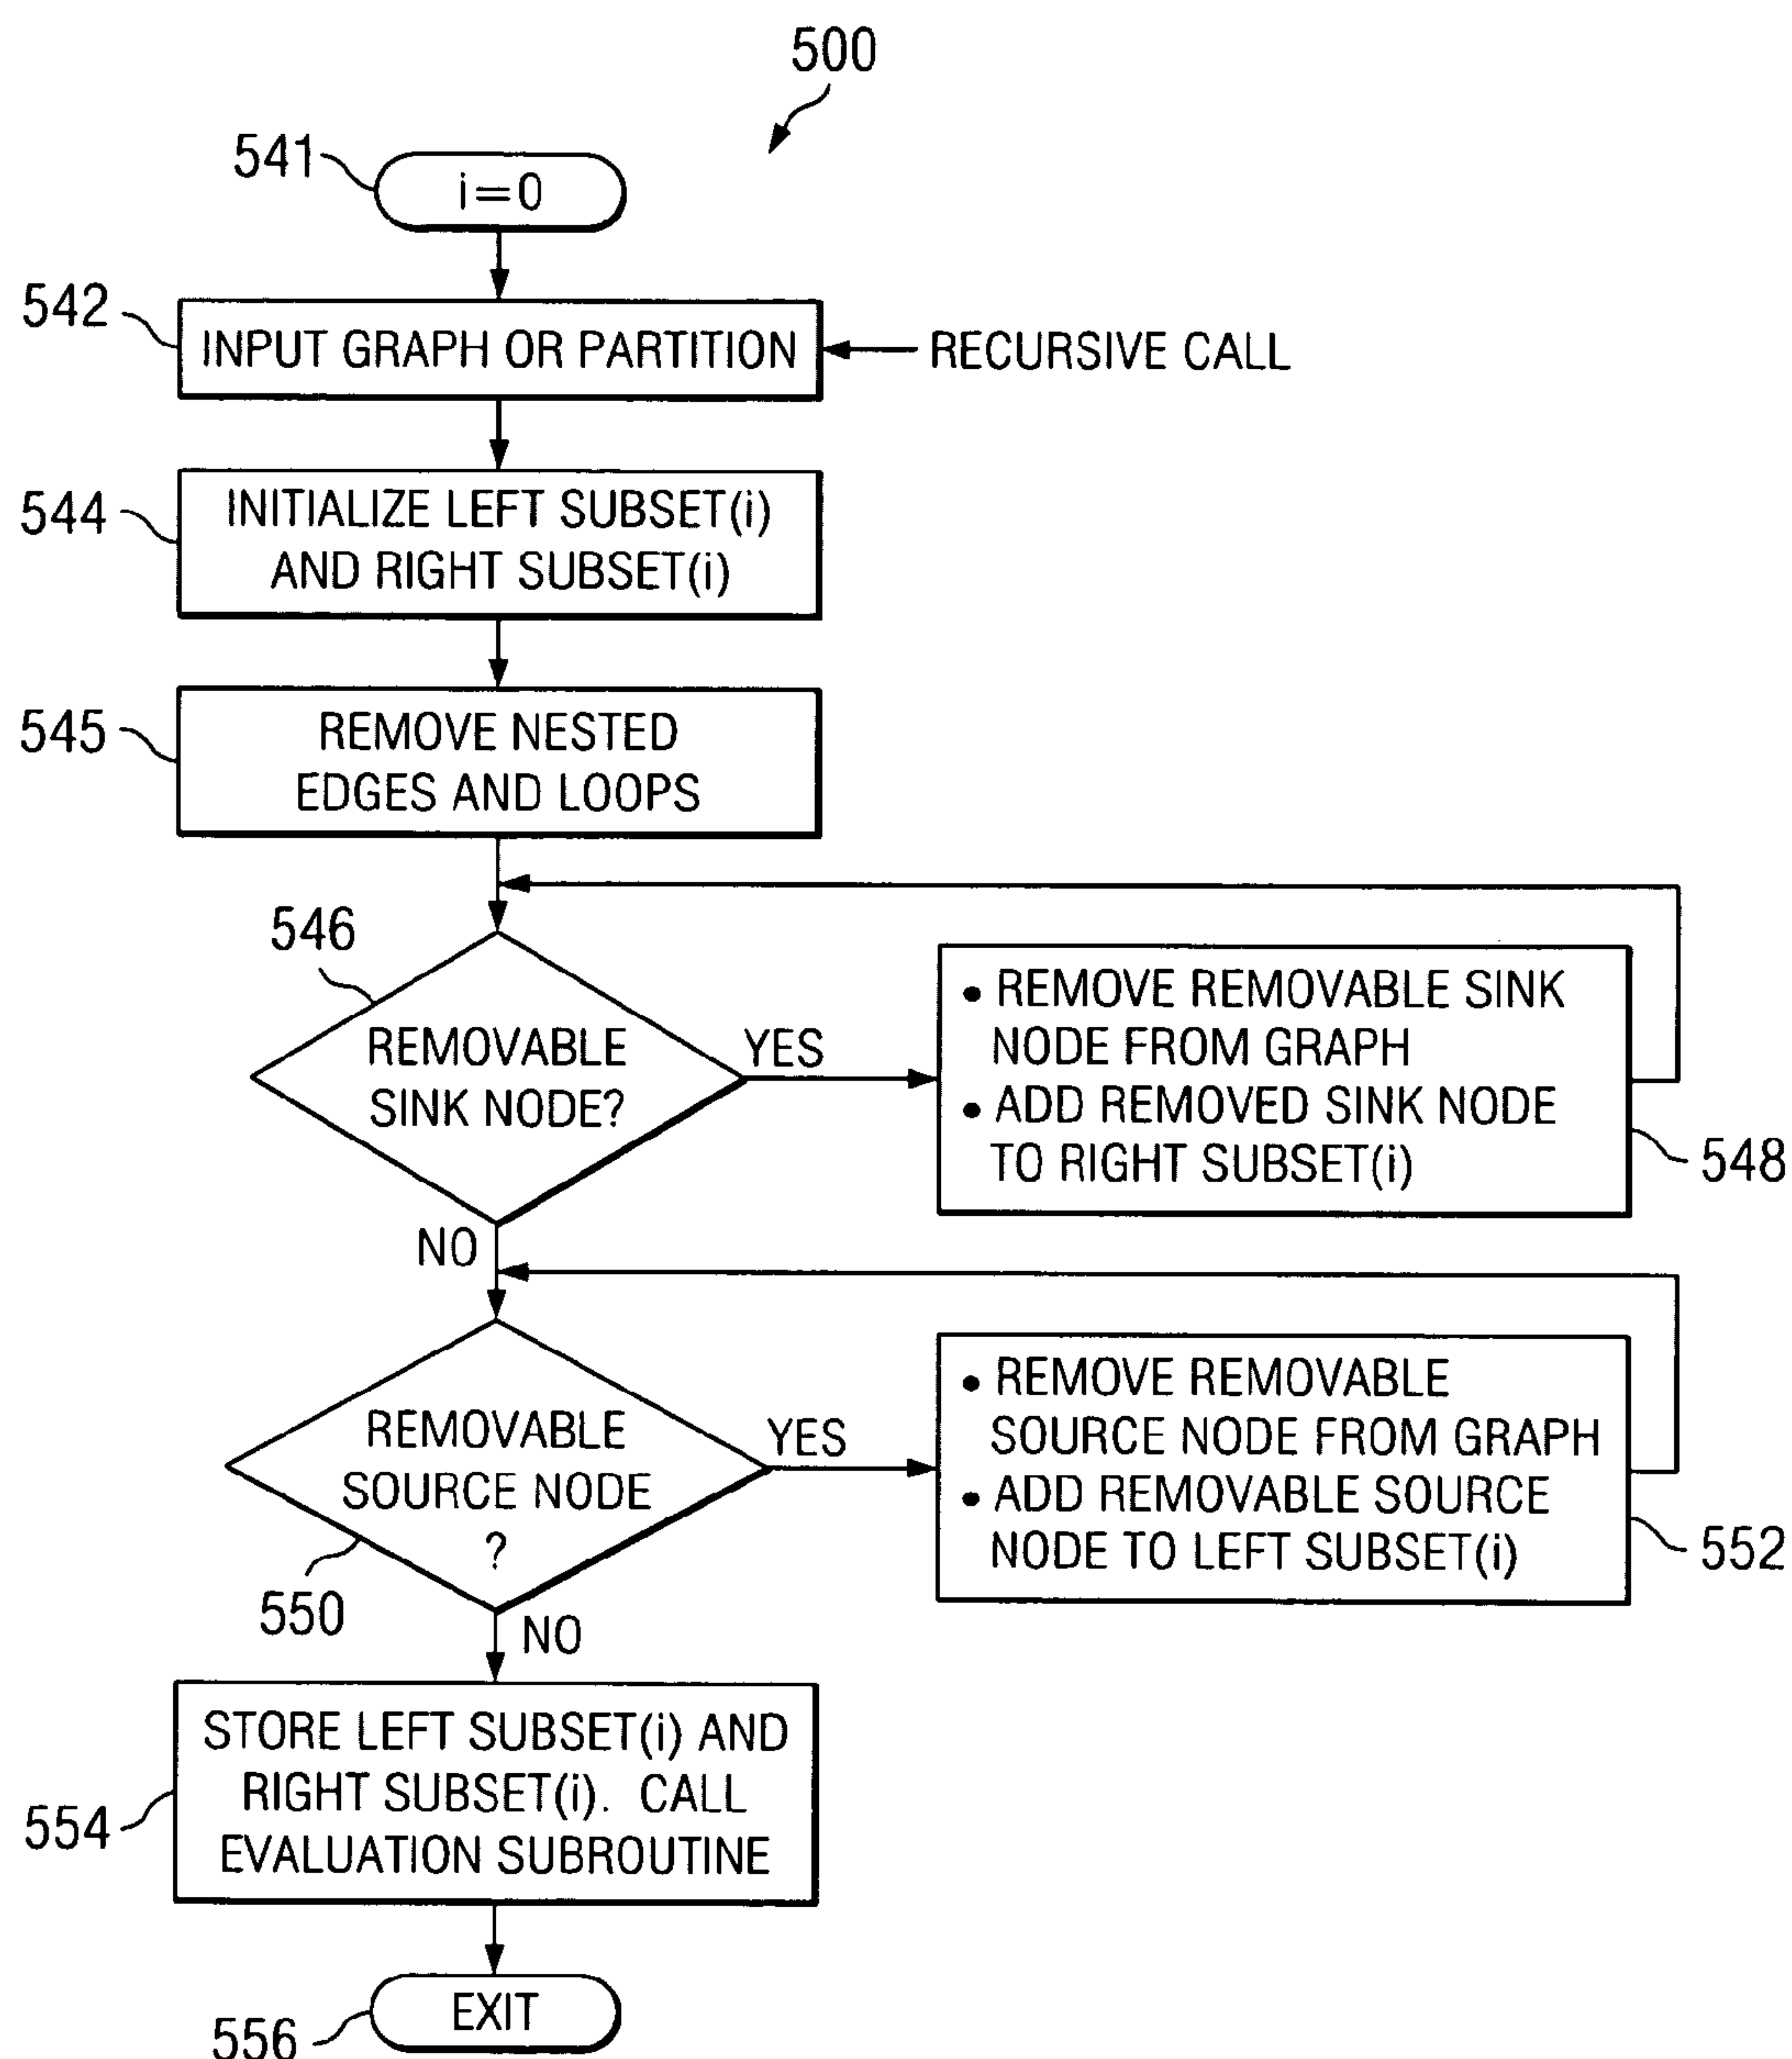 500
541
i=0
542
INPUT GRAPH OR PARTITION
RECURSIVE CALL
544
INITIALIZE LEFT SUBSET(i)
AND RIGHT SUBSET(i)
545
REMOVE NESTED
EDGES AND LOOPS
546
REMOVABLE
SINK NODE?
YES
• REMOVE REMOVABLE SINK
NODE FROM GRAPH
• ADD REMOVED SINK NODE
TO RIGHT SUBSET(i)
548
NO
REMOVABLE
SOURCE NODE
?
YES
• REMOVE REMOVABLE
SOURCE NODE FROM GRAPH
• ADD REMOVABLE SOURCE
NODE TO LEFT SUBSET(i)
552
550
NO
STORE LEFT SUBSET(i) AND
RIGHT SUBSET(i). CALL
EVALUATION SUBROUTINE
554
EXIT
556